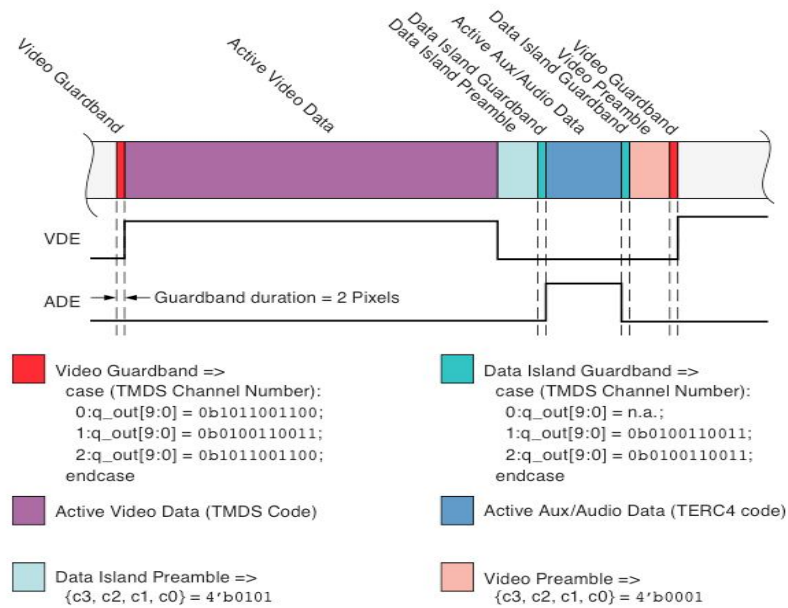 Video Guardband
Active Video Data
Data Island Preamble
Data Island Guardband
Active Aux/Audio Data
Data Island Guardband
Video Preamble
Video Guardband
VDE
ADE
Guardband duration = 2 Pixels
Video Guardband =>
case (TMDS Channel Number):
0:q_out[9:0] = 0b1011001100;
1:q_out[9:0] = 0b0100110011;
2:q_out[9:0] = 0b1011001100;
endcase
Data Island Guardband =>
case (TMDS Channel Number):
0:q_out[9:0] = n.a.;
1:q_out[9:0] = 0b0100110011;
2:q_out[9:0] = 0b0100110011;
endcase
Active Video Data (TMDS Code)
Active Aux/Audio Data (TERC4 code)
Data Island Preamble =>
{c3, c2, c1, c0} = 4'b0101
Video Preamble =>
{c3, c2, c1, c0} = 4'b0001